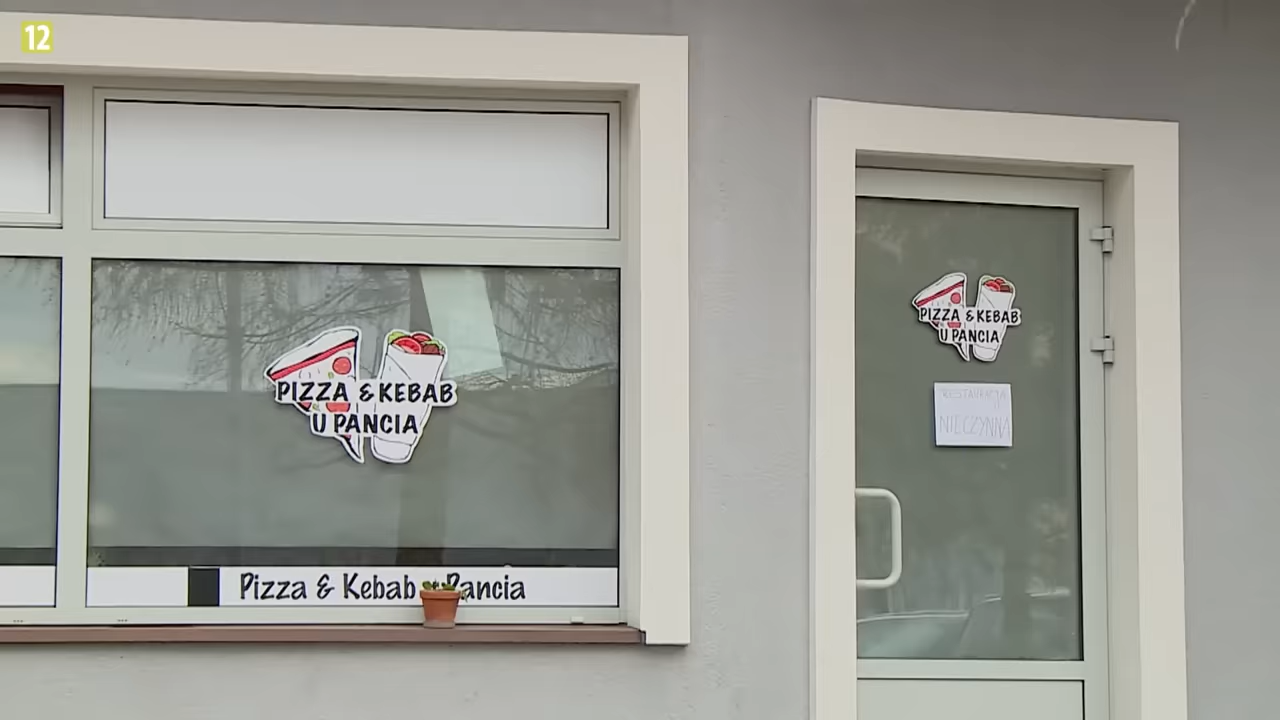 12
PIZZA & KEBAB
U PANCIA
Pizza & Kebab u Pancia
PIZZA & KEBAB
U PANCIA
RESTAURACJA
NIECZYNNA